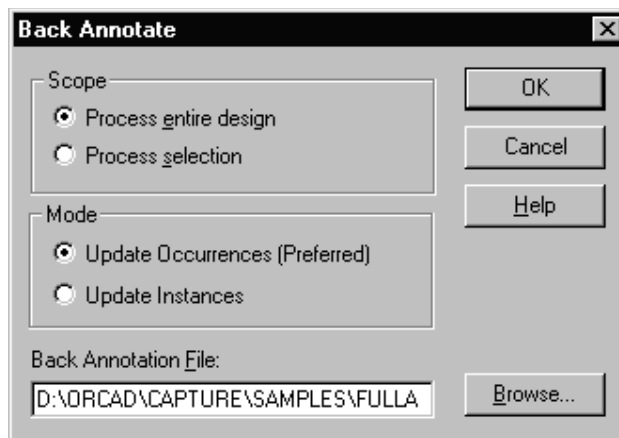 Back Annotate
Scope
Process entire design
Process selection
Mode
Update Occurrences (Preferred)
Update Instances
Back Annotation File:
D:\ORCAD\CAPTURE\SAMPLES\FULLA
OK
Cancel
Help
Browse...